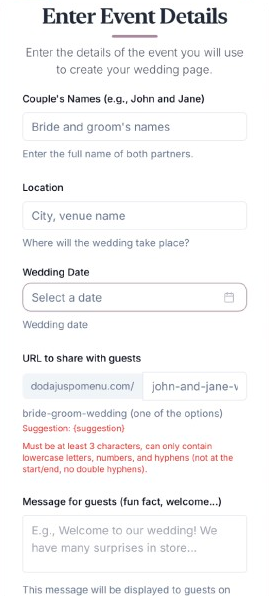 Enter Event Details
Enter the details of the event you will use
to create your wedding page.
Couple's Names (e.g., John and Jane)
Bride and groom's names
Enter the full name of both partners.
Location
City, venue name
Where will the wedding take place?
Wedding Date
Select a date
Wedding date
URL to share with guests
dodajuspomenu.com/ john-and-jane-v
bride-groom-wedding (one of the options)
Suggestion: {suggestion}
Must be at least 3 characters, can only contain
lowercase letters, numbers, and hyphens (not at the
start/end, no double hyphens).
Message for guests (fun fact, welcome...)
E.g., Welcome to our wedding! We
have many surprises in store...
This message will be displayed to guests on